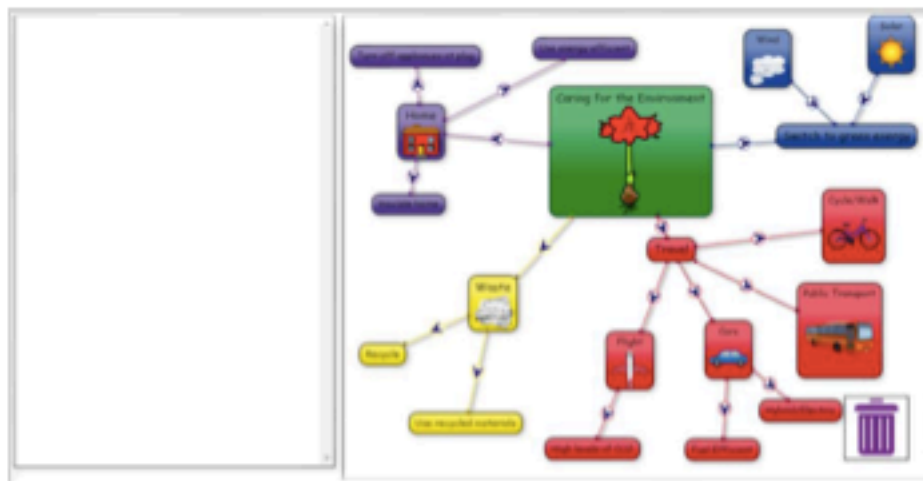 Wind
Solar
Use energy efficient
Caring for the Environment
Home
Switch to green energy
Cycle/Walk
Travel
Waste
Public Transport
Cars
Flight
Recycle
Use recycled materials
Fuel Efficient